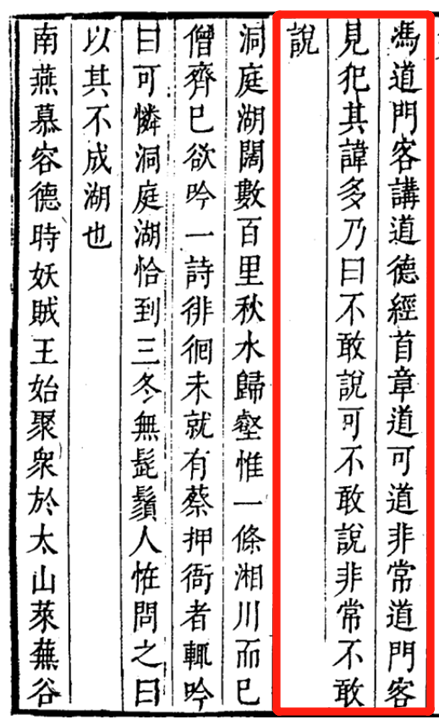 馮道門客講道德經首章道可道非常道門客
見犯其諱多乃曰不敢說可不敢說非常不敢
說
洞庭湖闊數百里秋水歸壑惟一條湘川而已
僧齊已欲吟一詩徘徊未就有蔡押衙者輒吟
曰可憐洞庭湖恰到三冬無髭鬚人恠問之曰
以其不成湖也
南燕慕容德時妖賊王始聚衆於太山萊蕪谷